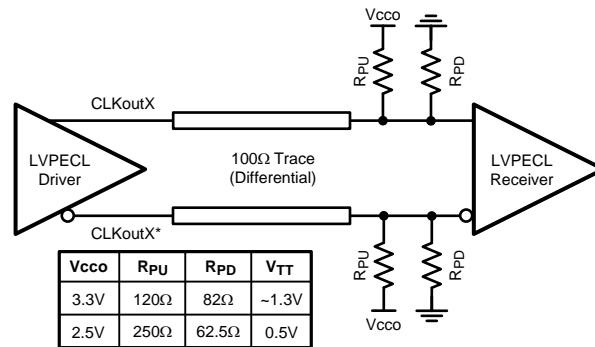 Vcco
RPU
RPD
CLKoutX
LVPECL
Driver
100Ω Trace
(Differential)
LVPECL
Receiver
CLKoutX*
RPU
RPD
Vcco
Vcco RPU RPD VTT
3.3V 120Ω 82Ω ~1.3V
2.5V 250Ω 62.5Ω 0.5V